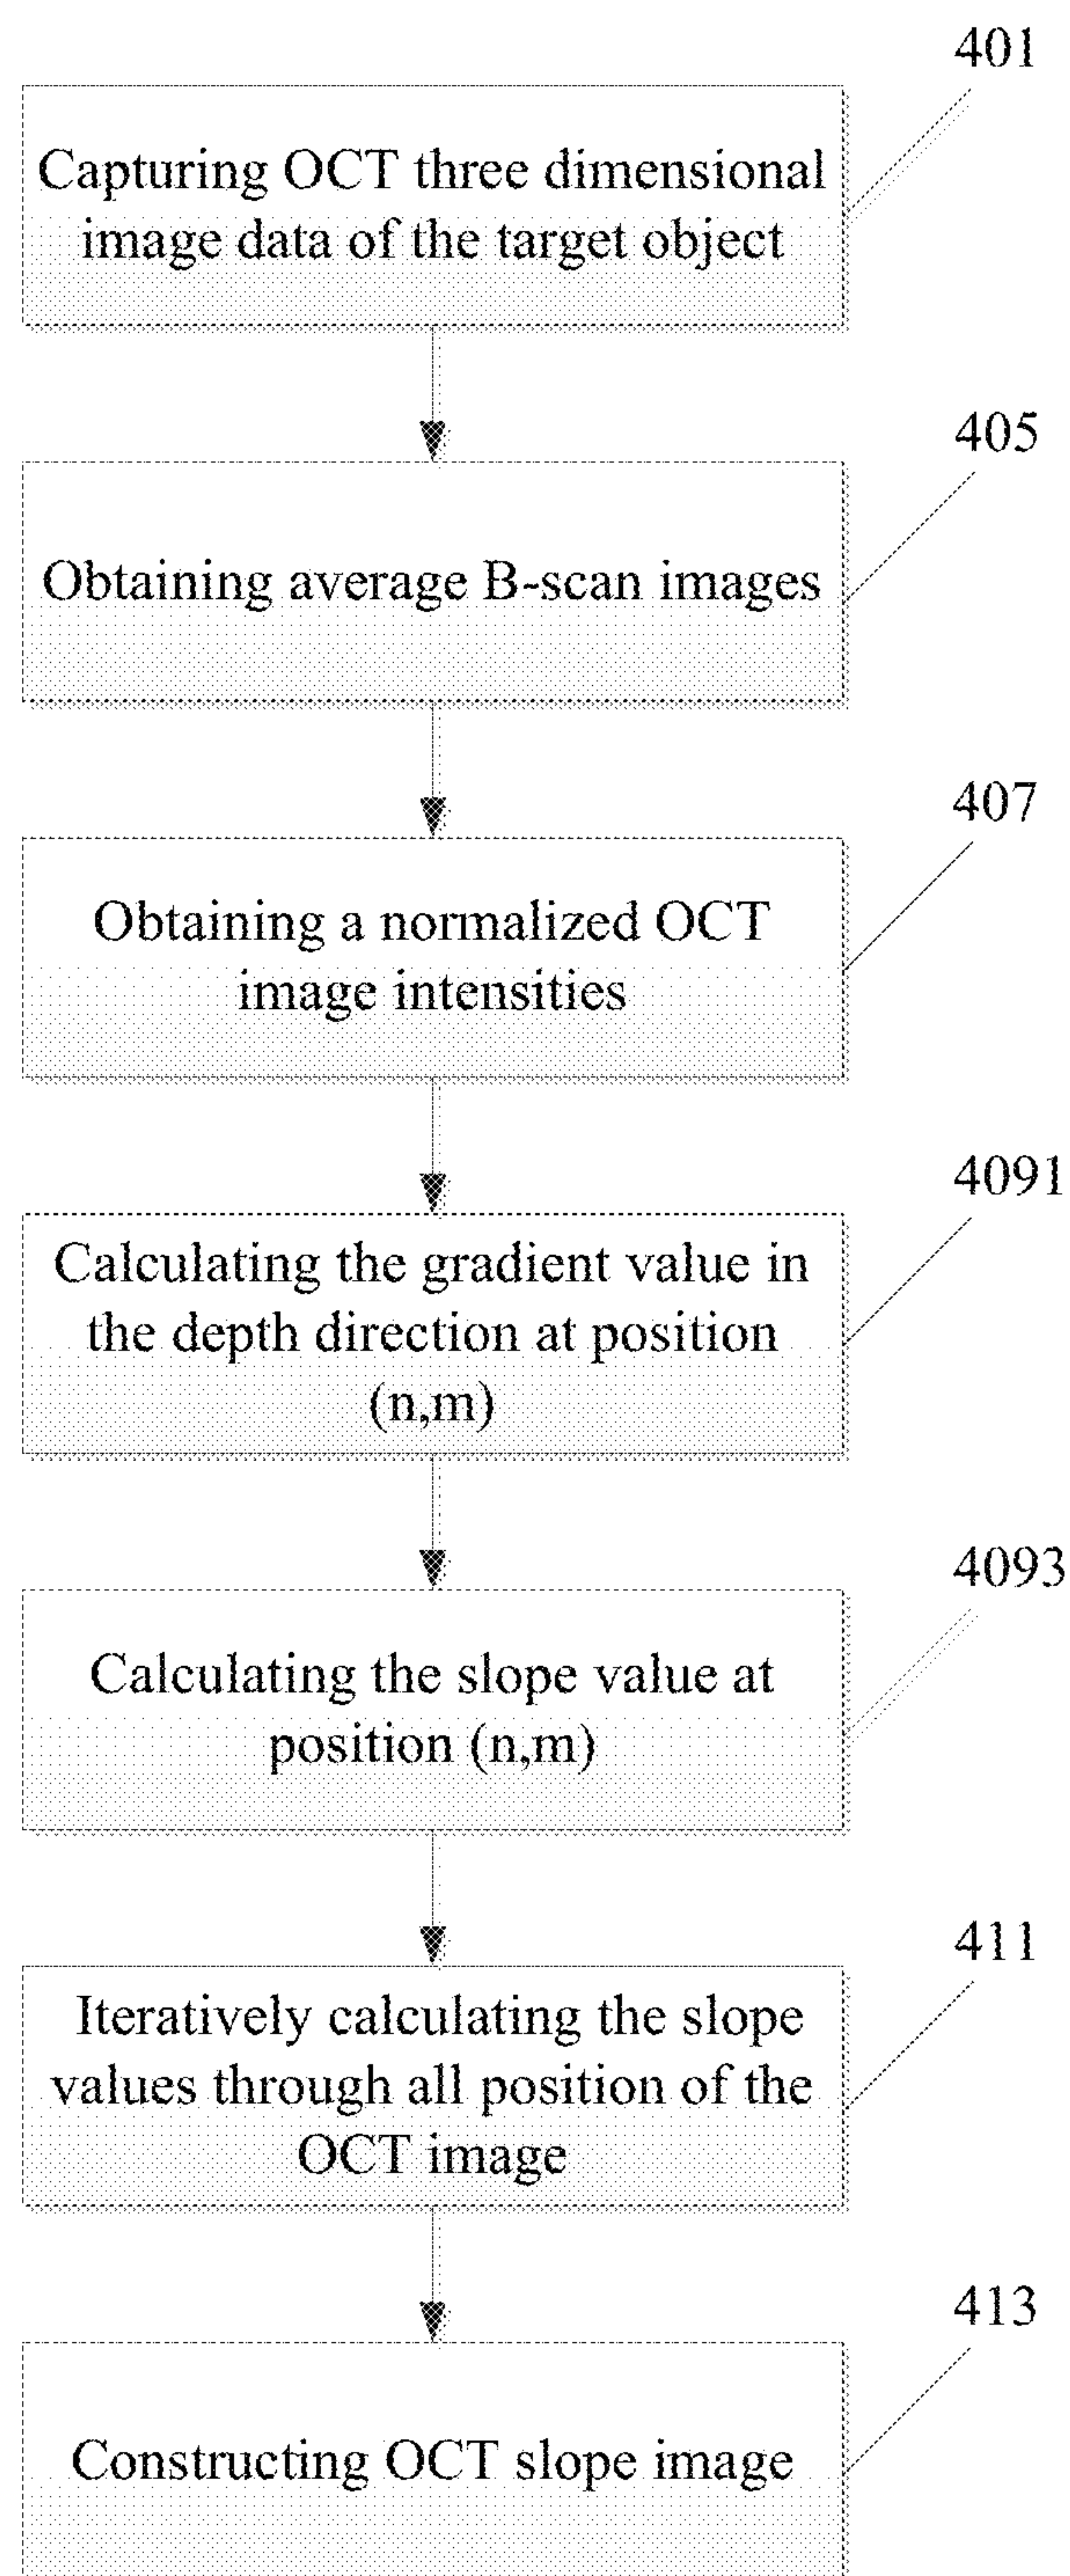 401
Capturing OCT three dimensional
image data of the target object
405
Obtaining average B-scan images
407
Obtaining a normalized OCT
image intensities
4091
Calculating the gradient value in
the depth direction at position
(n,m)
4093
Calculating the slope value at
position (n,m)
411
Iteratively calculating the slope
values through all position of the
OCT image
413
Constructing OCT slope image